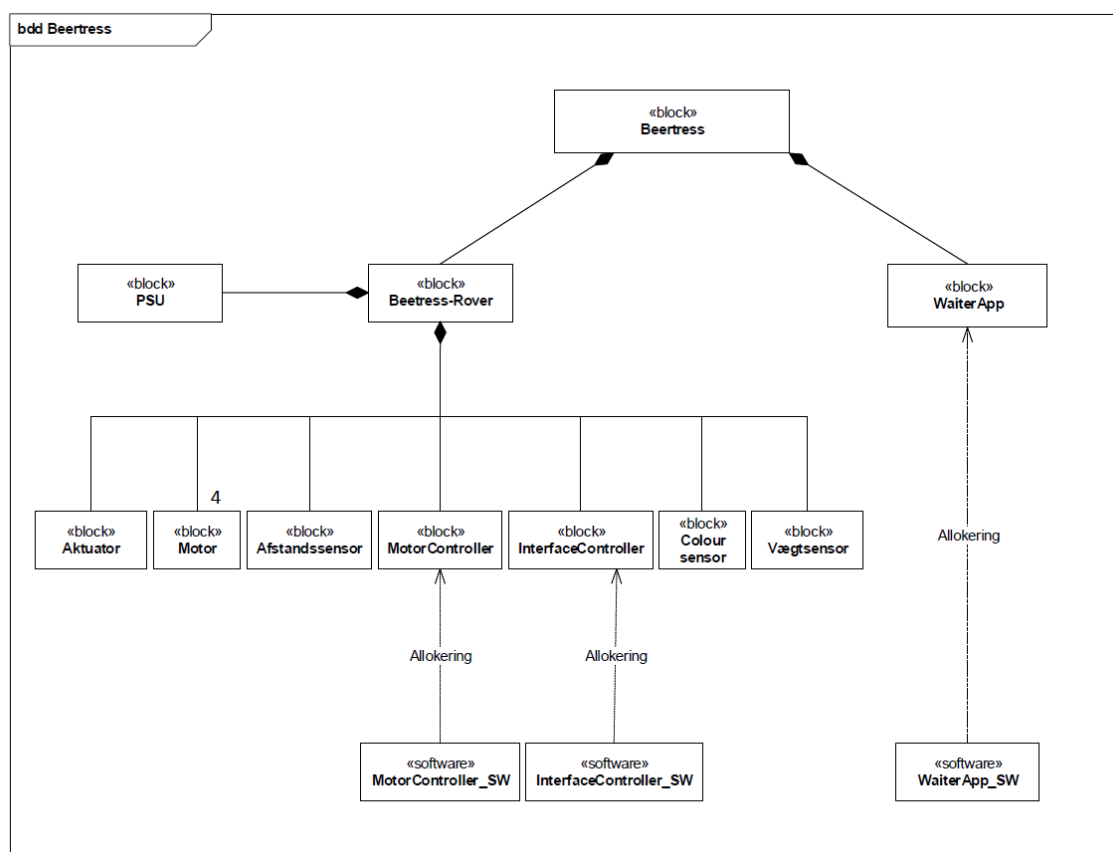 bdd Beertress
«block»
Beertress
«block»
PSU
«block»
Beetress-Rover
«block»
WaiterApp
4
«block»
Aktuator
«block»
Motor
«block»
Afstandssensor
«block»
MotorController
«block»
InterfaceController
«block»
Colour
sensor
«block»
Vægtsensor
Allokering
Allokering
Allokering
«software»
MotorController_SW
«software»
InterfaceController_SW
«software»
WaiterApp_SW